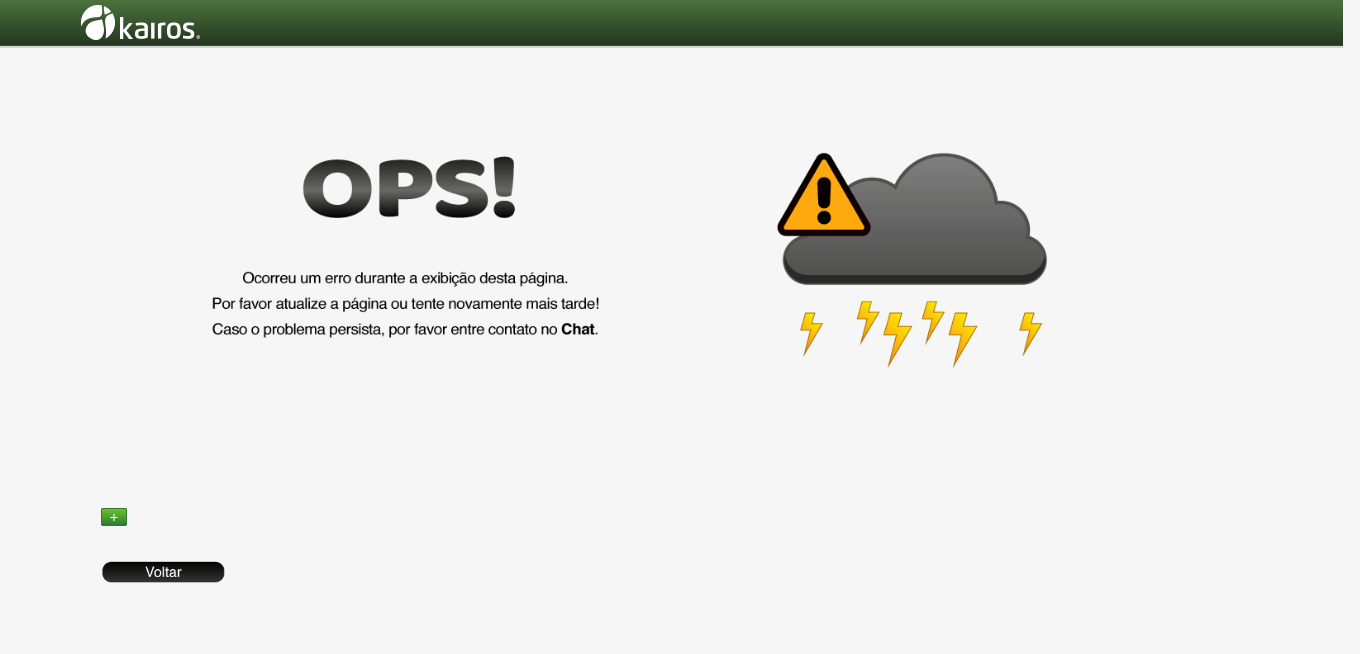 kairos®
OPS!
Ocorreu um erro durante a exibição desta página.
Por favor atualize a página ou tente novamente mais tarde!
Caso o problema persista, por favor entre contato no Chat.
!
+
Voltar